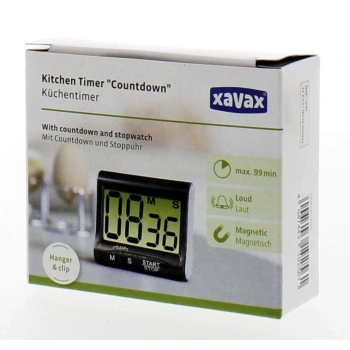 Kitchen Timer "Countdown"
Küchentimer
xavax
With countdown and stopwatch
Mit Countdown und Stoppuhr
max. 99 min
Loud
Laut
Magnetic
Magnetisch
M S
08 36
M S START
STOP
Hanger
& clip